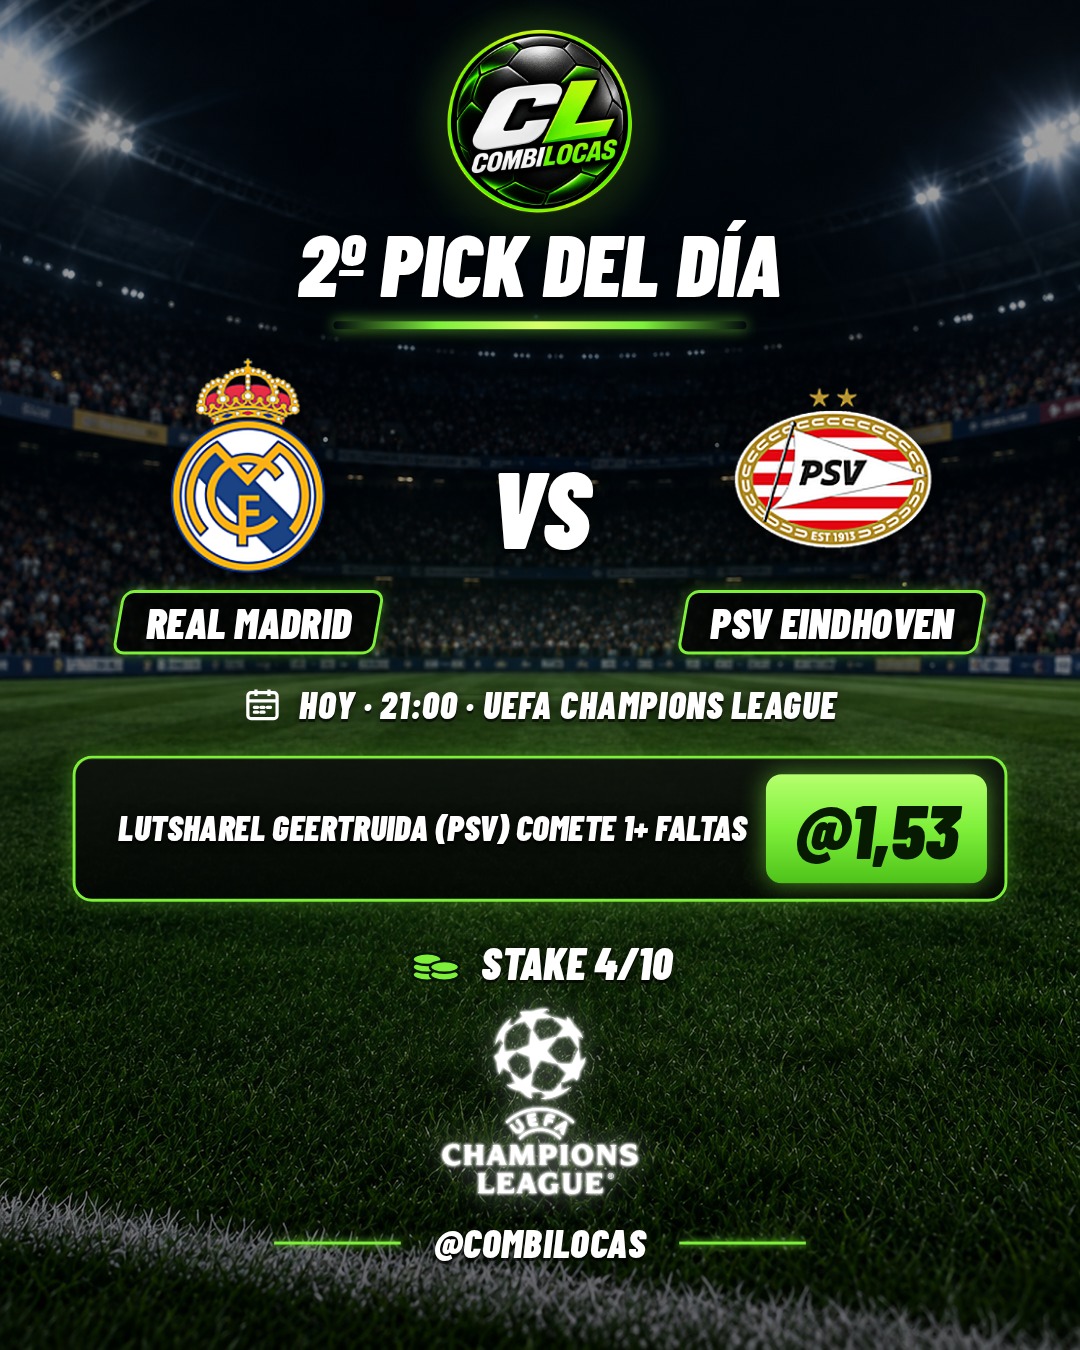 CL
COMBILOCAS
2º PICK DEL DÍA
VS
PSV
EST 1913
REAL MADRID
PSV EINDHOVEN
HOY · 21:00 · UEFA CHAMPIONS LEAGUE
LUTSHAREL GEERTRUIDA (PSV) COMETE 1+ FALTAS
@1,53
STAKE 4/10
UEFA
CHAMPIONS
LEAGUE®
@COMBILOCAS